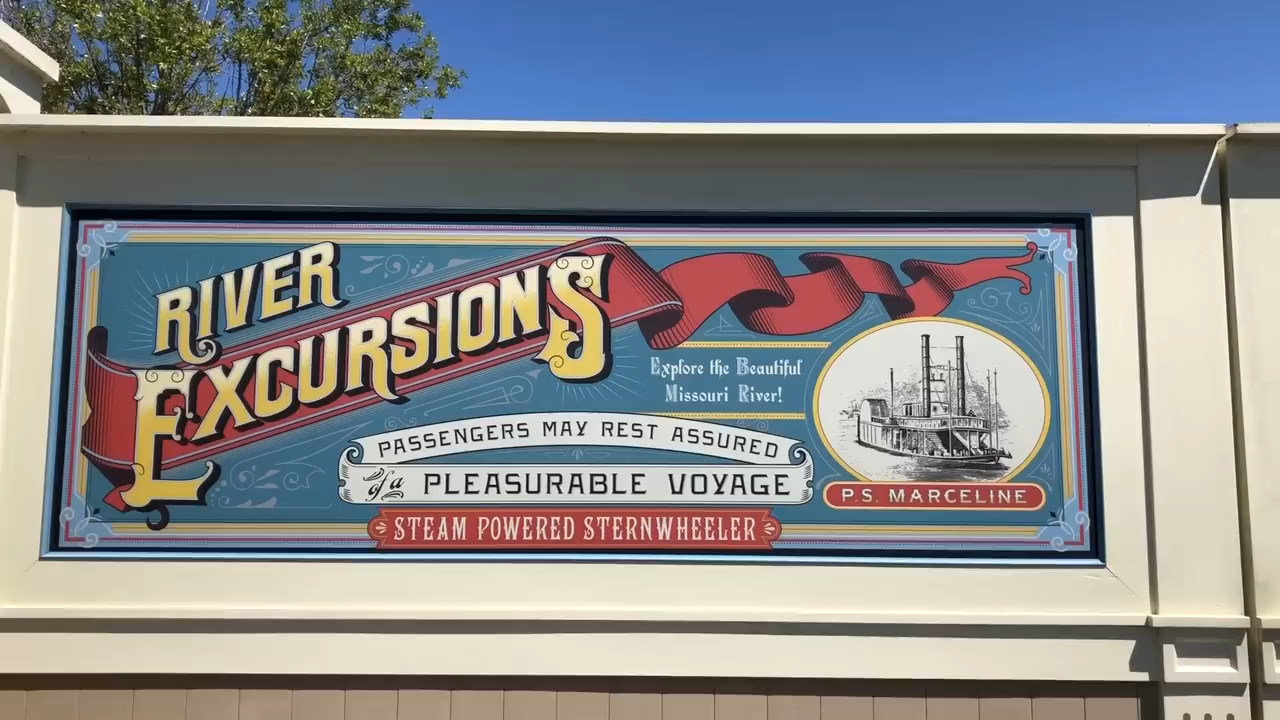 RIVER
EXCURSIONS
Explore the Beautiful
Missouri River!
PASSENGERS MAY REST ASSURED
of a PLEASURABLE VOYAGE
P.S. MARCELINE
STEAM POWERED STERNWHEELER